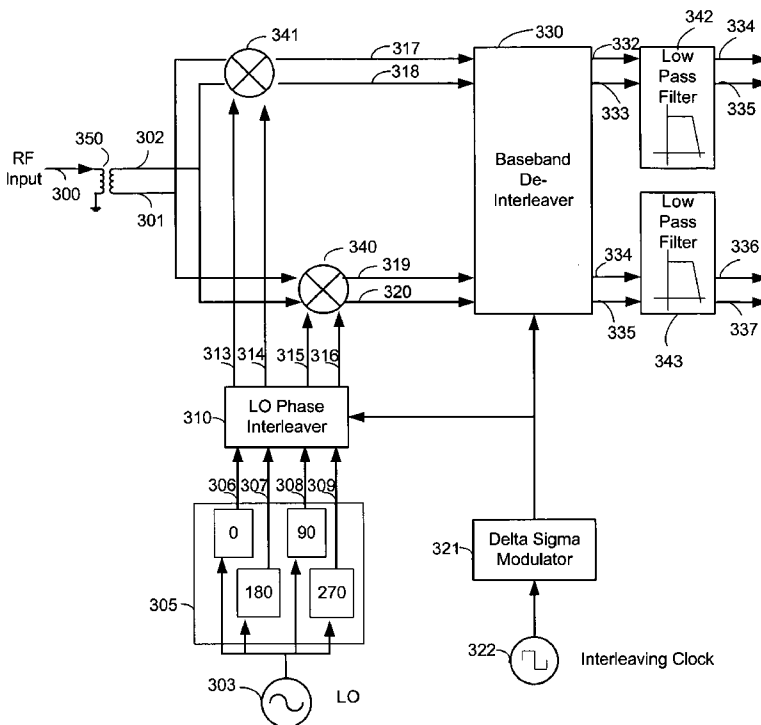 341
317
318
330
332
333
342
334
335
Low
Pass
Filter
350
302
RF
Input
300
301
Baseband
De-
Interleaver
340
319
320
334
335
Low
Pass
Filter
336
337
343
313
314
315
316
310
LO Phase
Interleaver
306
307
308
309
0
90
180
270
305
321
Delta Sigma
Modulator
322
Interleaving Clock
303
LO